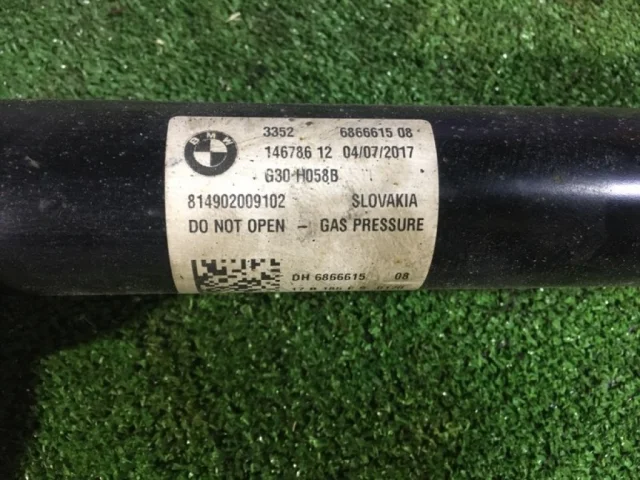 BMW
3352 6866615 08
146786 12 04/07/2017
G30 H058B
814902009102 SLOVAKIA
DO NOT OPEN - GAS PRESSURE
DH 6866615 08